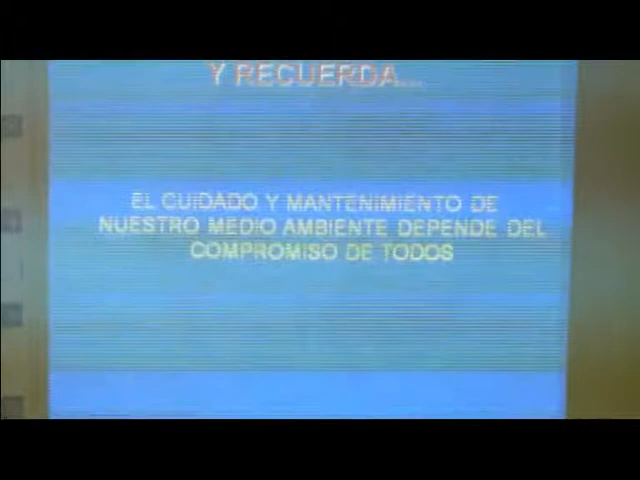 Y RECUERDA...
EL CUIDADO Y MANTENIMIENTO DE
NUESTRO MEDIO AMBIENTE DEPENDE DEL
COMPROMISO DE TODOS